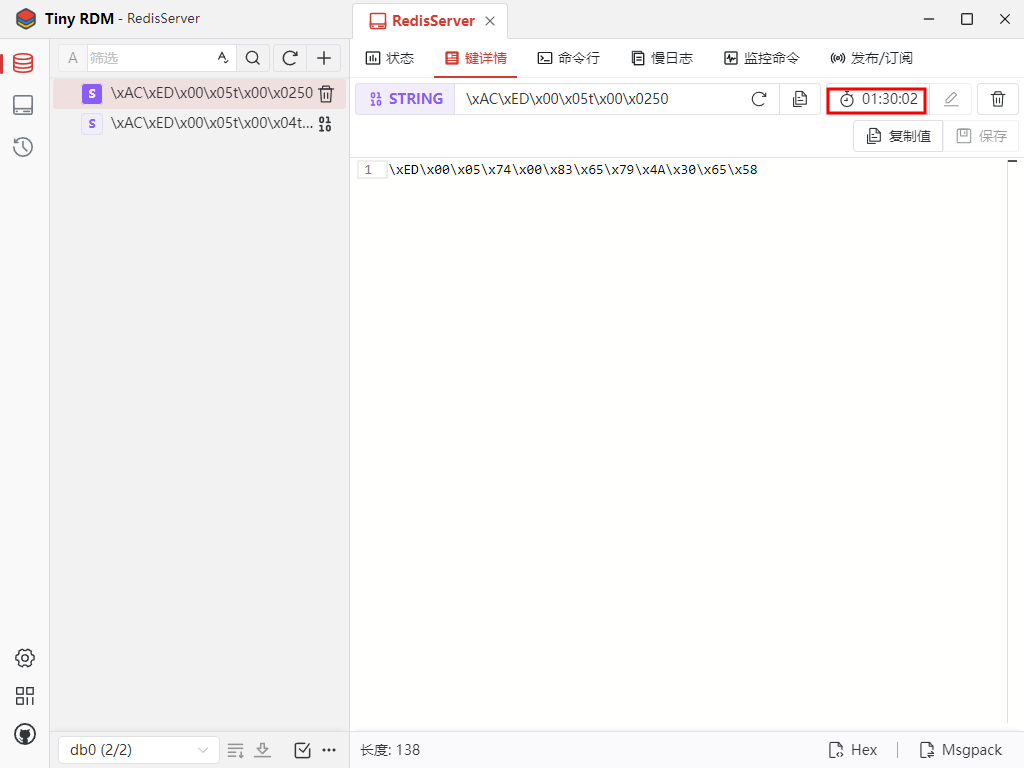 Tiny RDM - RedisServer
RedisServer
A 筛选
状态 键详情 命令行 慢日志 监控命令 发布/订阅
S \xAC\xED\x00\x05t\x00\x0250
S \xAC\xED\x00\x05t\x00\x04t...
STRING \xAC\xED\x00\x05t\x00\x0250 01:30:02
复制值 保存
1 \xED\x00\x05\x74\x00\x83\x65\x79\x4A\x30\x65\x58
db0 (2/2)
长度: 138
Hex | Msgpack